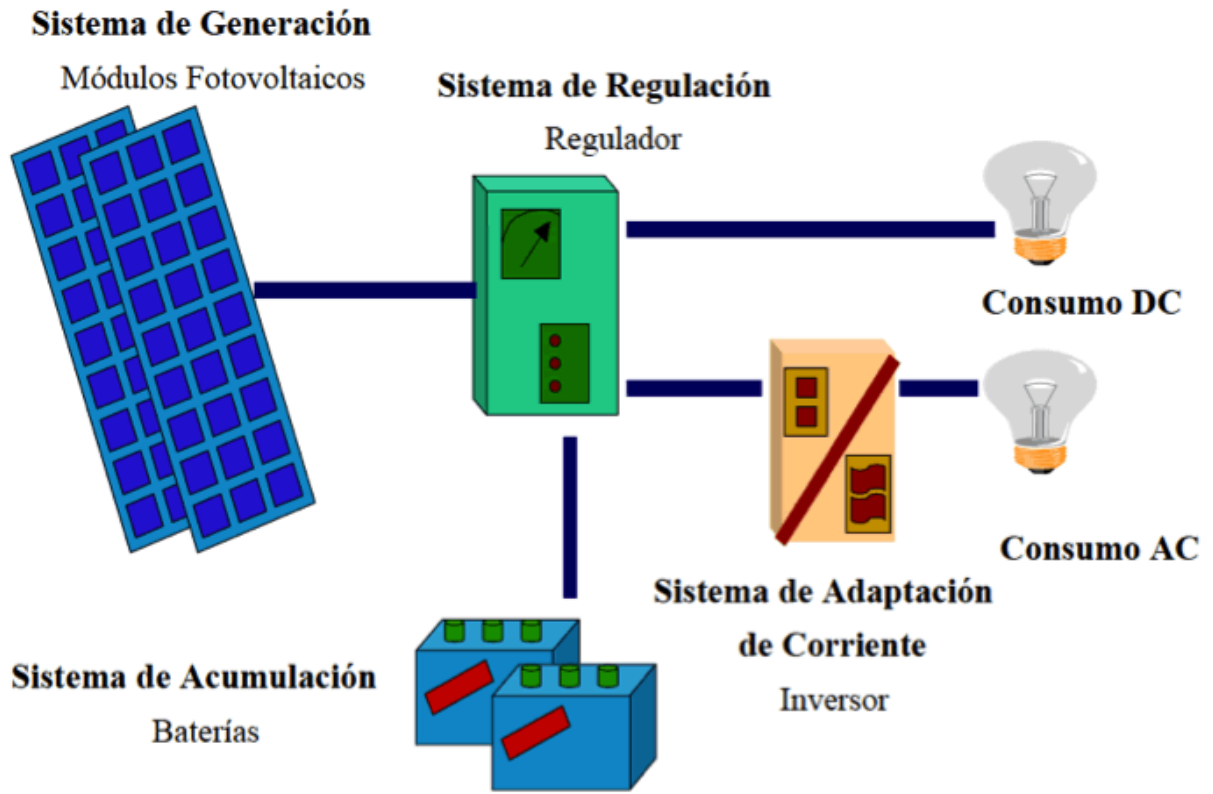 Sistema de Generación
Módulos Fotovoltaicos
Sistema de Regulación
Regulador
Consumo DC
Consumo AC
Sistema de Adaptación
de Corriente
Inversor
Sistema de Acumulación
Baterías